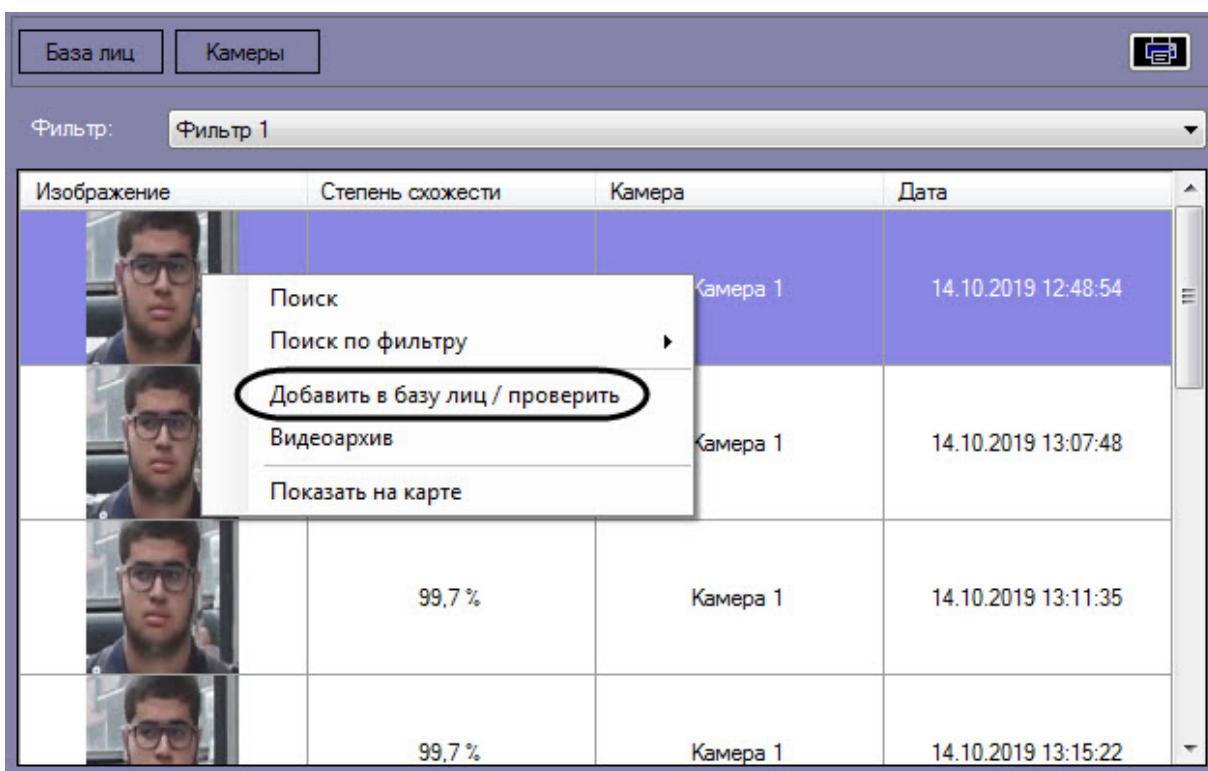 База лиц
Камеры
Фильтр:
Фильтр 1
Изображение Степень схожести Камера Дата
Камера 1 14.10.2019 12:48:54
Поиск
Поиск по фильтру
Добавить в базу лиц / проверить
Видеоархив
Показать на карте
Камера 1 14.10.2019 13:07:48
99,7 % Камера 1 14.10.2019 13:11:35
99,7 % Камера 1 14.10.2019 13:15:22